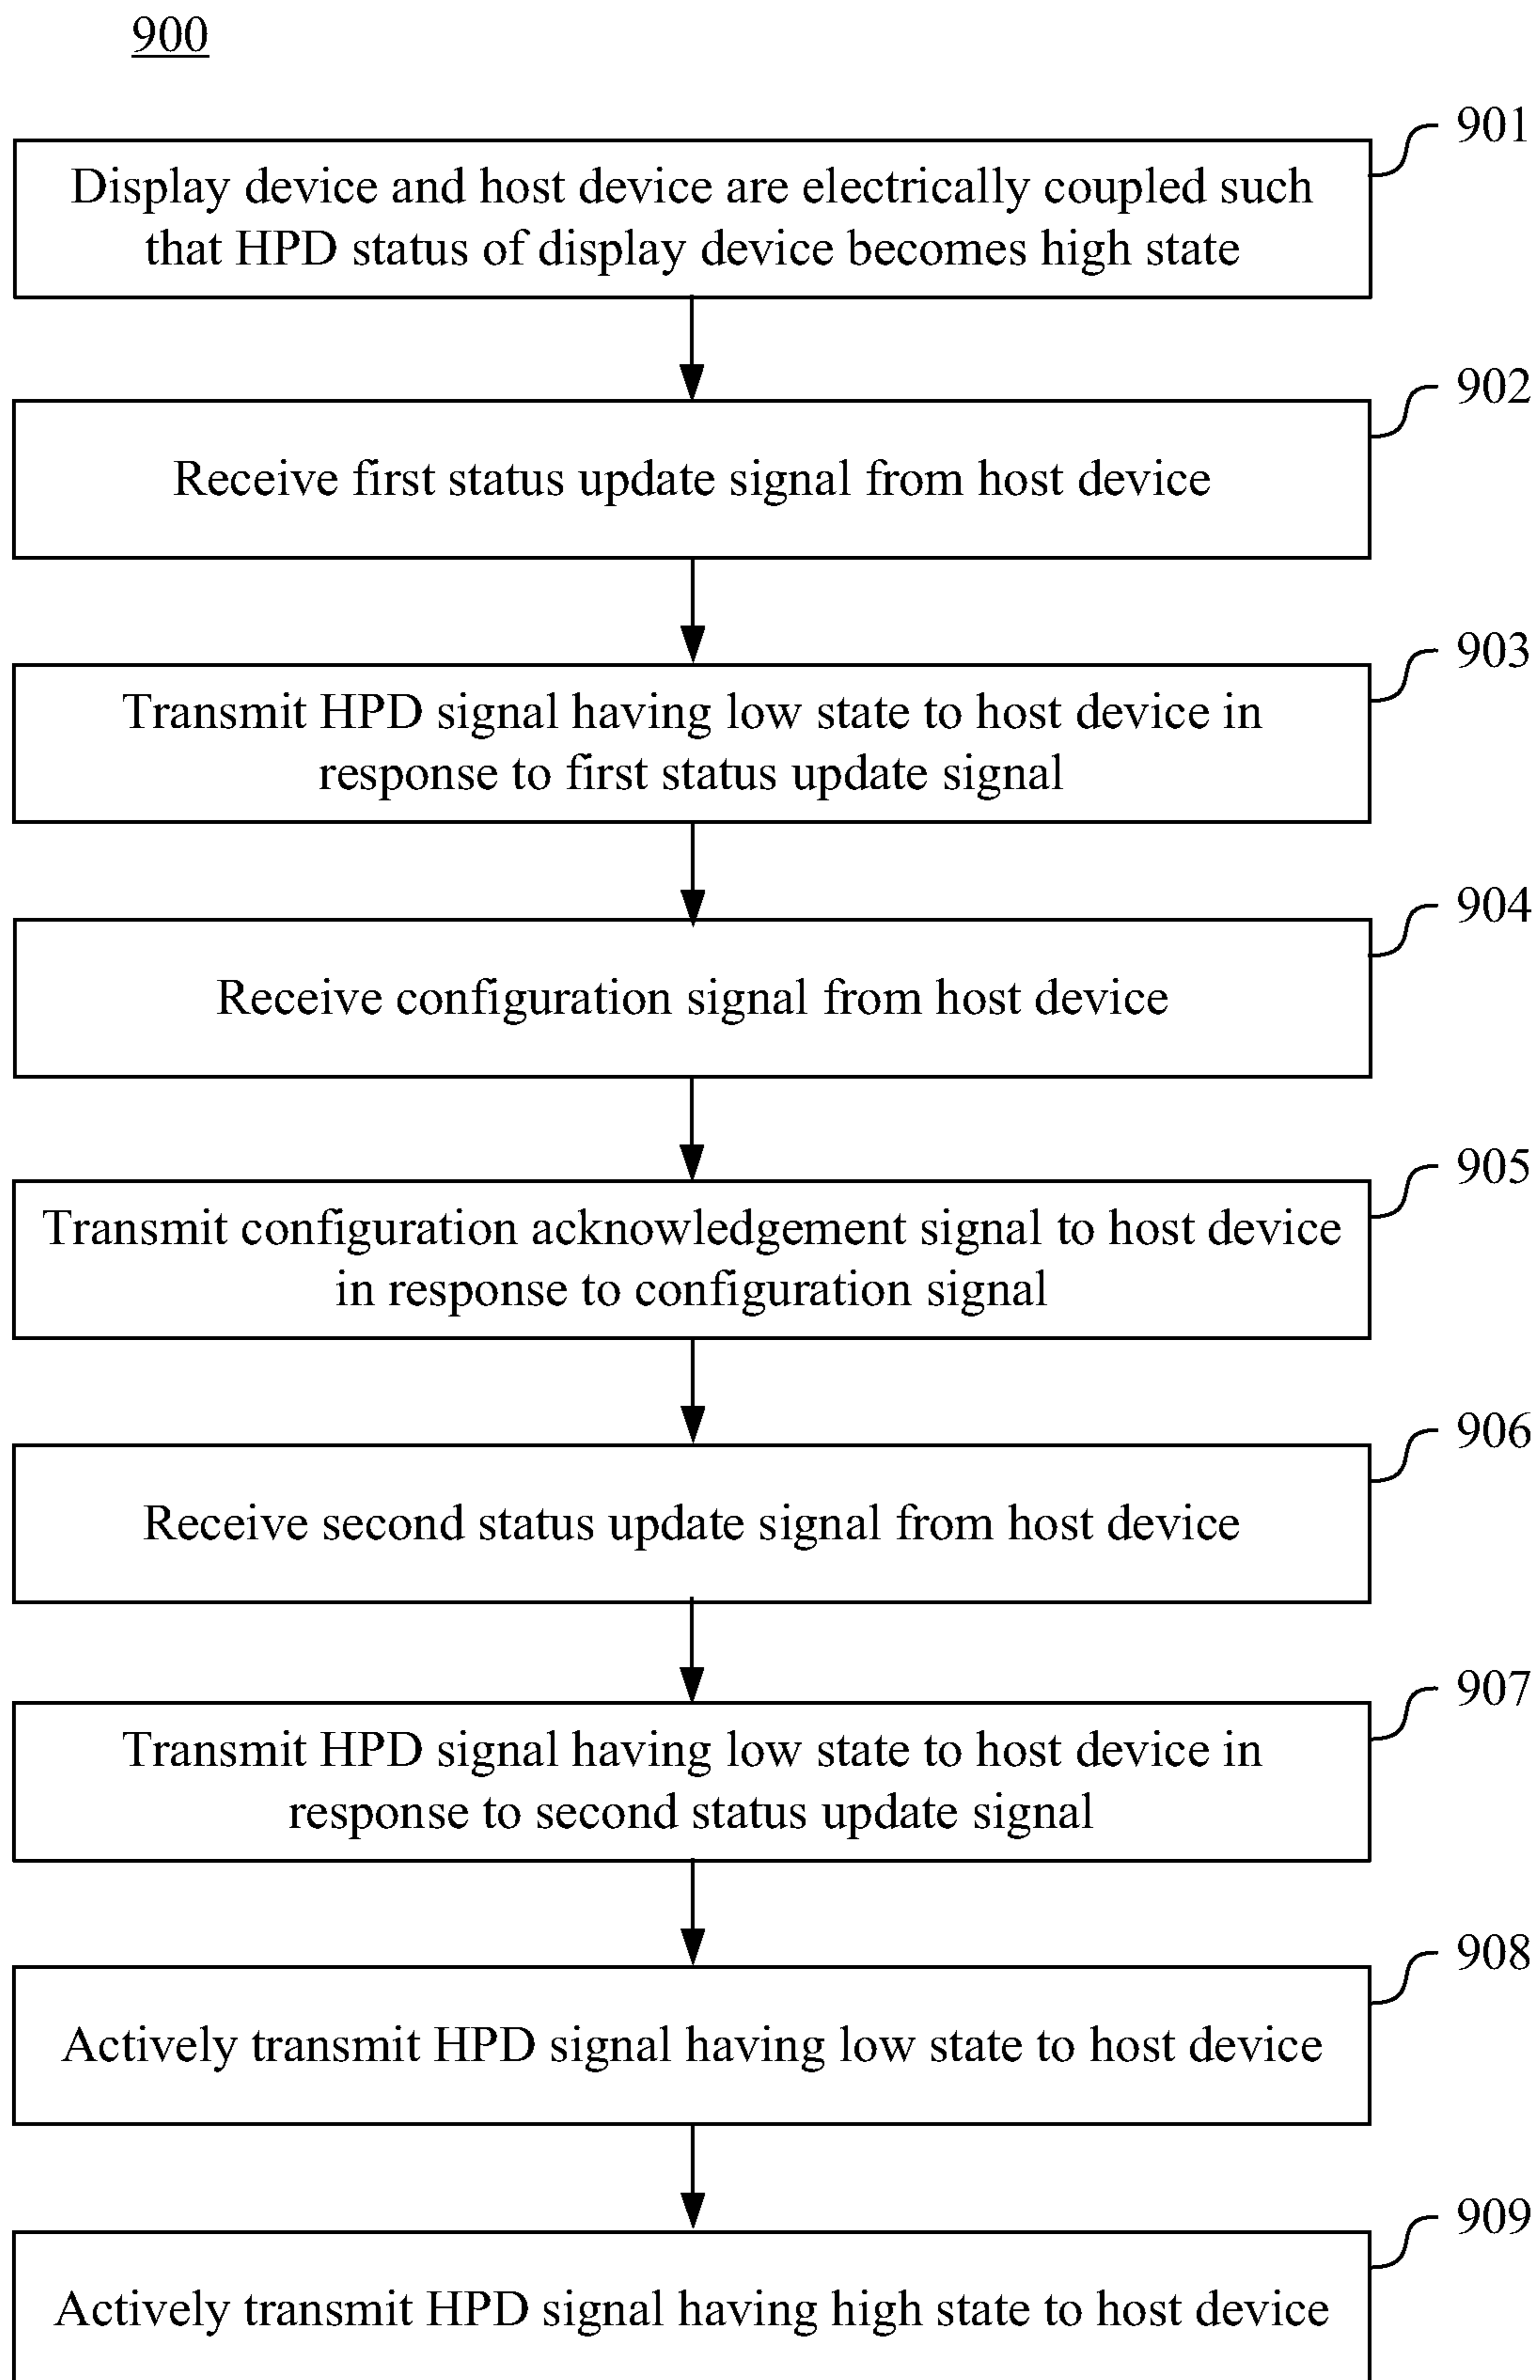 900
901
Display device and host device are electrically coupled such
that HPD status of display device becomes high state
902
Receive first status update signal from host device
903
Transmit HPD signal having low state to host device in
response to first status update signal
904
Receive configuration signal from host device
905
Transmit configuration acknowledgement signal to host device
in response to configuration signal
906
Receive second status update signal from host device
907
Transmit HPD signal having low state to host device in
response to second status update signal
908
Actively transmit HPD signal having low state to host device
909
Actively transmit HPD signal having high state to host device